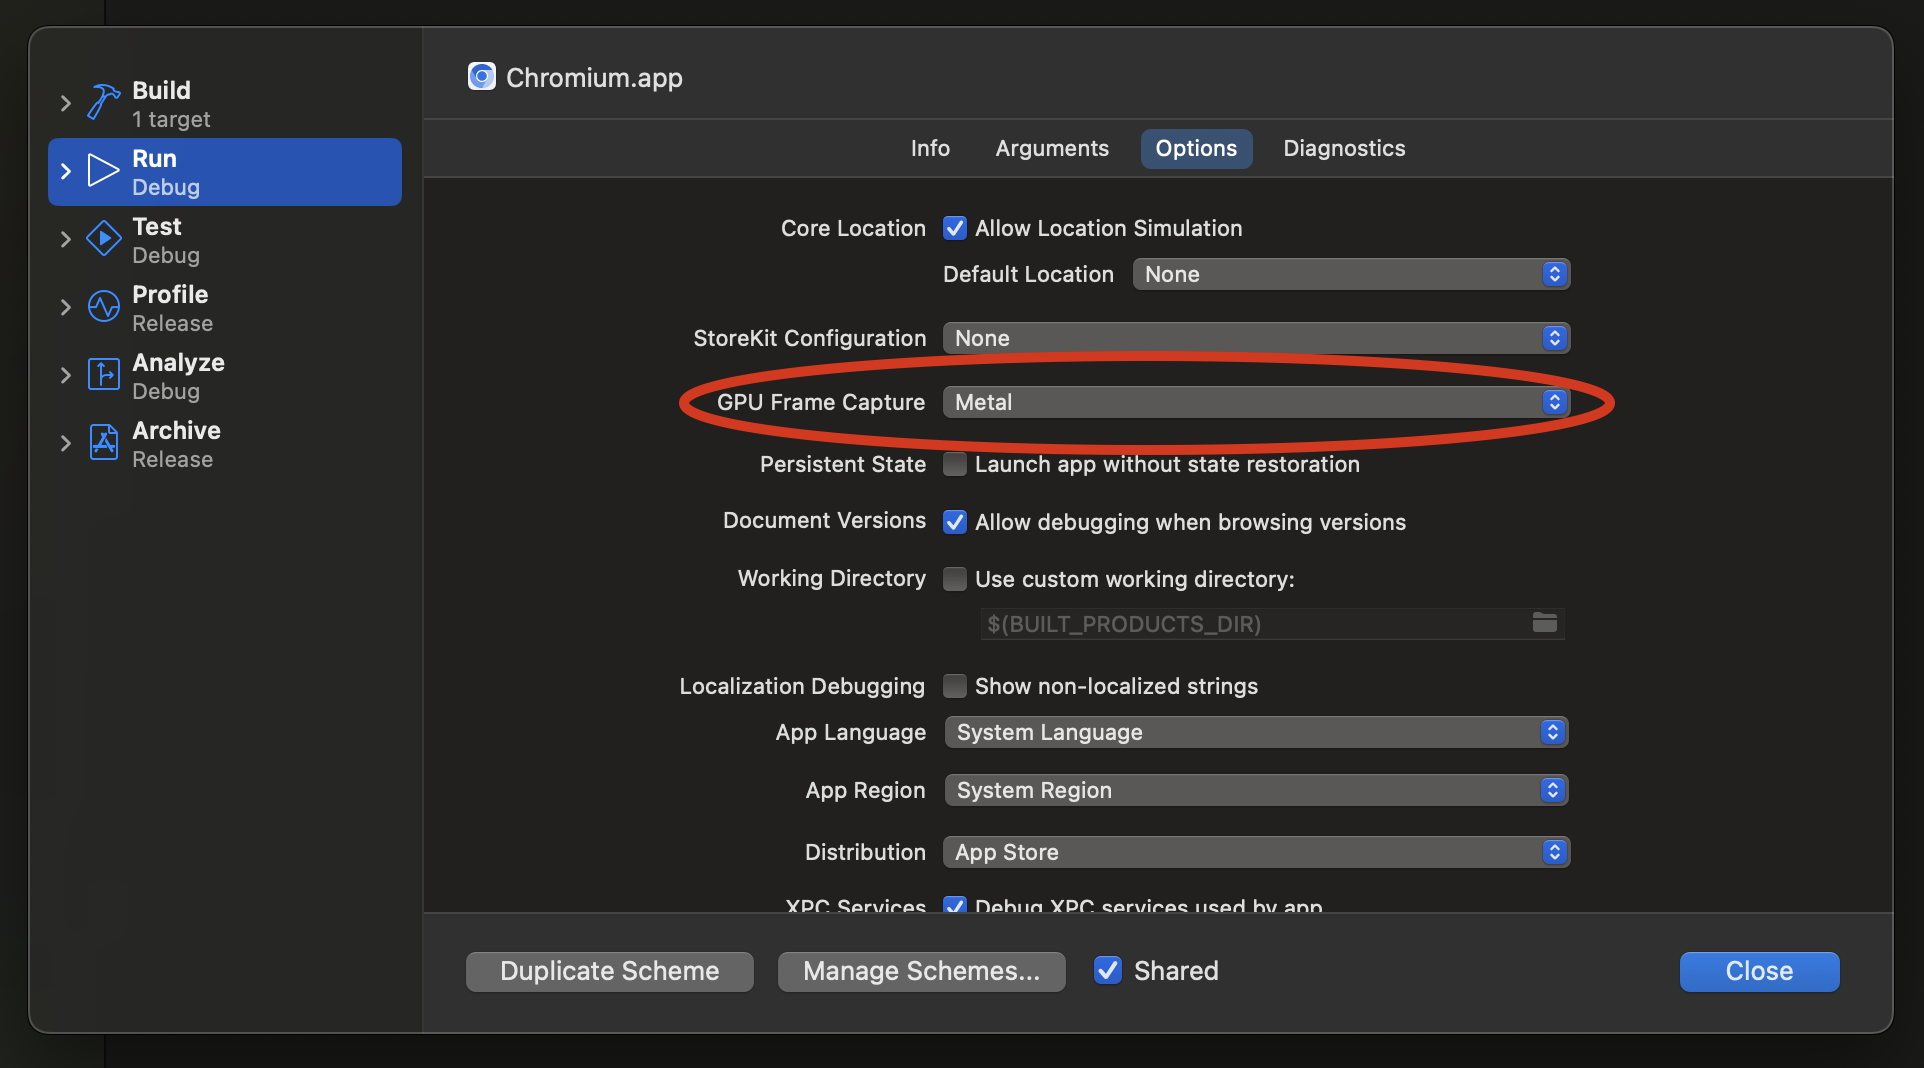 Build
1 target
Run
Debug
Test
Debug
Profile
Release
Analyze
Debug
Archive
Release
Chromium.app
Info Arguments Options Diagnostics
Core Location Allow Location Simulation
Default Location None
StoreKit Configuration None
GPU Frame Capture Metal
Persistent State Launch app without state restoration
Document Versions Allow debugging when browsing versions
Working Directory Use custom working directory:
$(BUILT_PRODUCTS_DIR)
Localization Debugging Show non-localized strings
App Language System Language
App Region System Region
Distribution App Store
XPC Services Debug XPC services used by app
Duplicate Scheme Manage Schemes... Shared Close